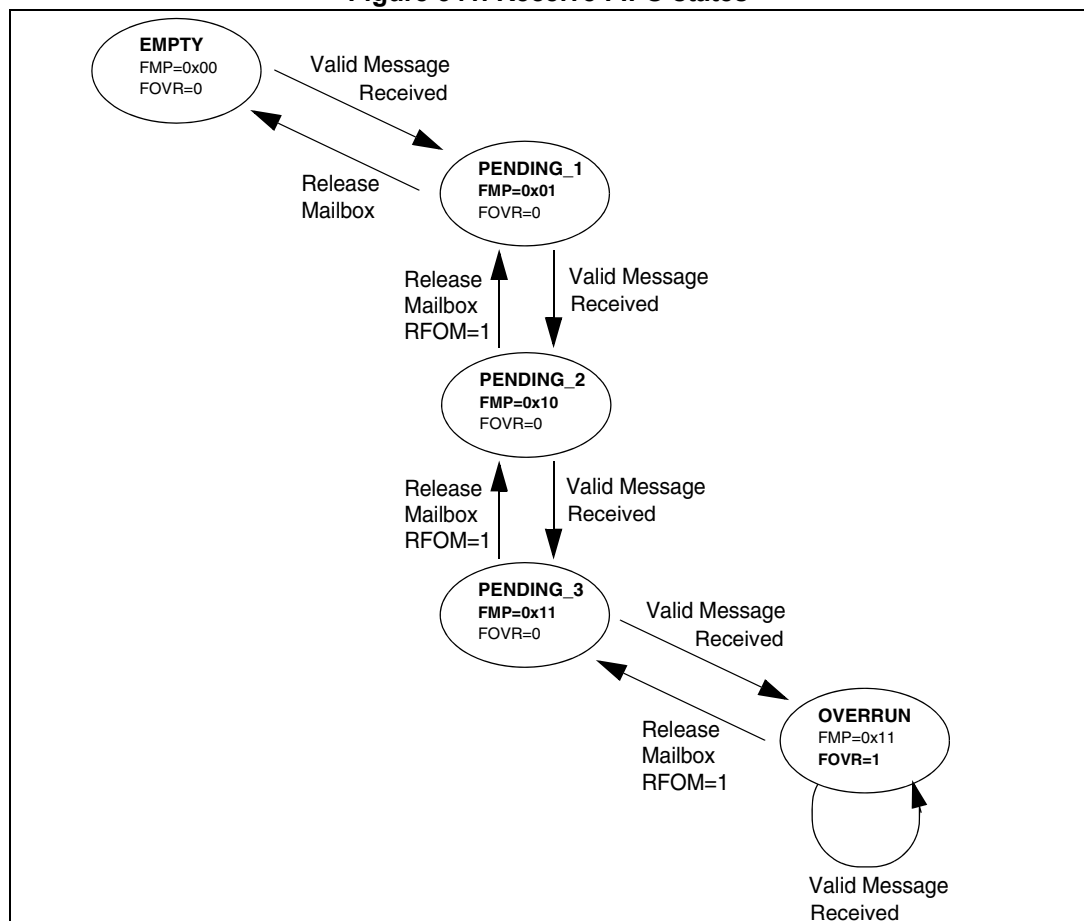 EMPTY
FMP=0x00
FOVR=0
Valid Message
Received
Release
Mailbox
PENDING_1
FMP=0x01
FOVR=0
Release
Mailbox
RFOM=1
Valid Message
Received
PENDING_2
FMP=0x10
FOVR=0
Release
Mailbox
RFOM=1
Valid Message
Received
PENDING_3
FMP=0x11
FOVR=0
Valid Message
Received
Release
Mailbox
RFOM=1
OVERRUN
FMP=0x11
FOVR=1
Valid Message
Received